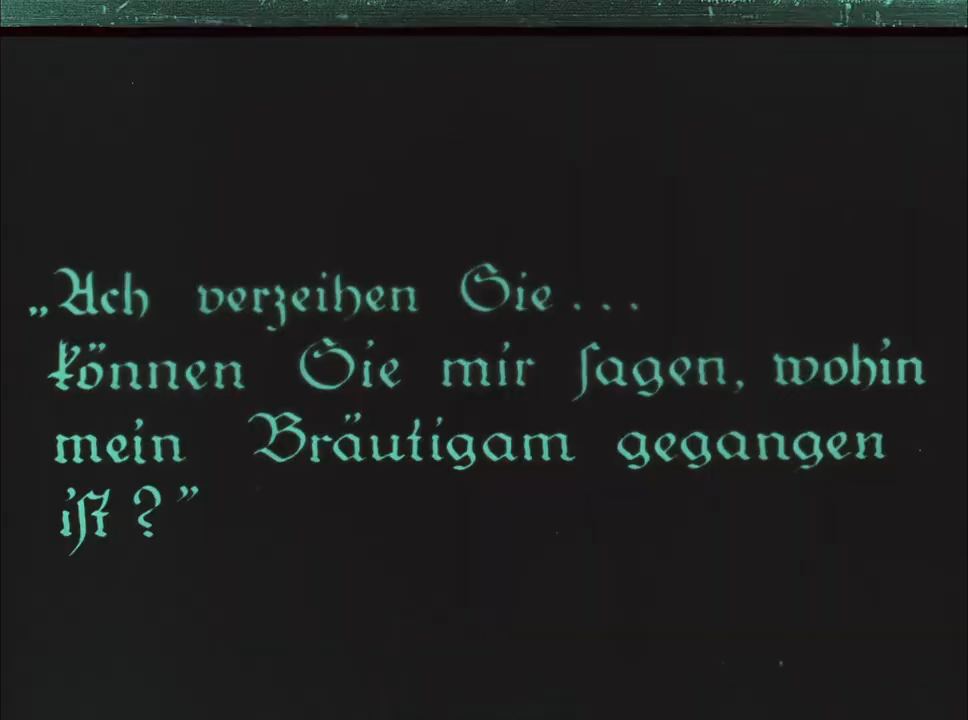 „Ach verzeihen Sie...
können Sie mir ſagen, wohin
mein Bräutigam gegangen
iſt?”